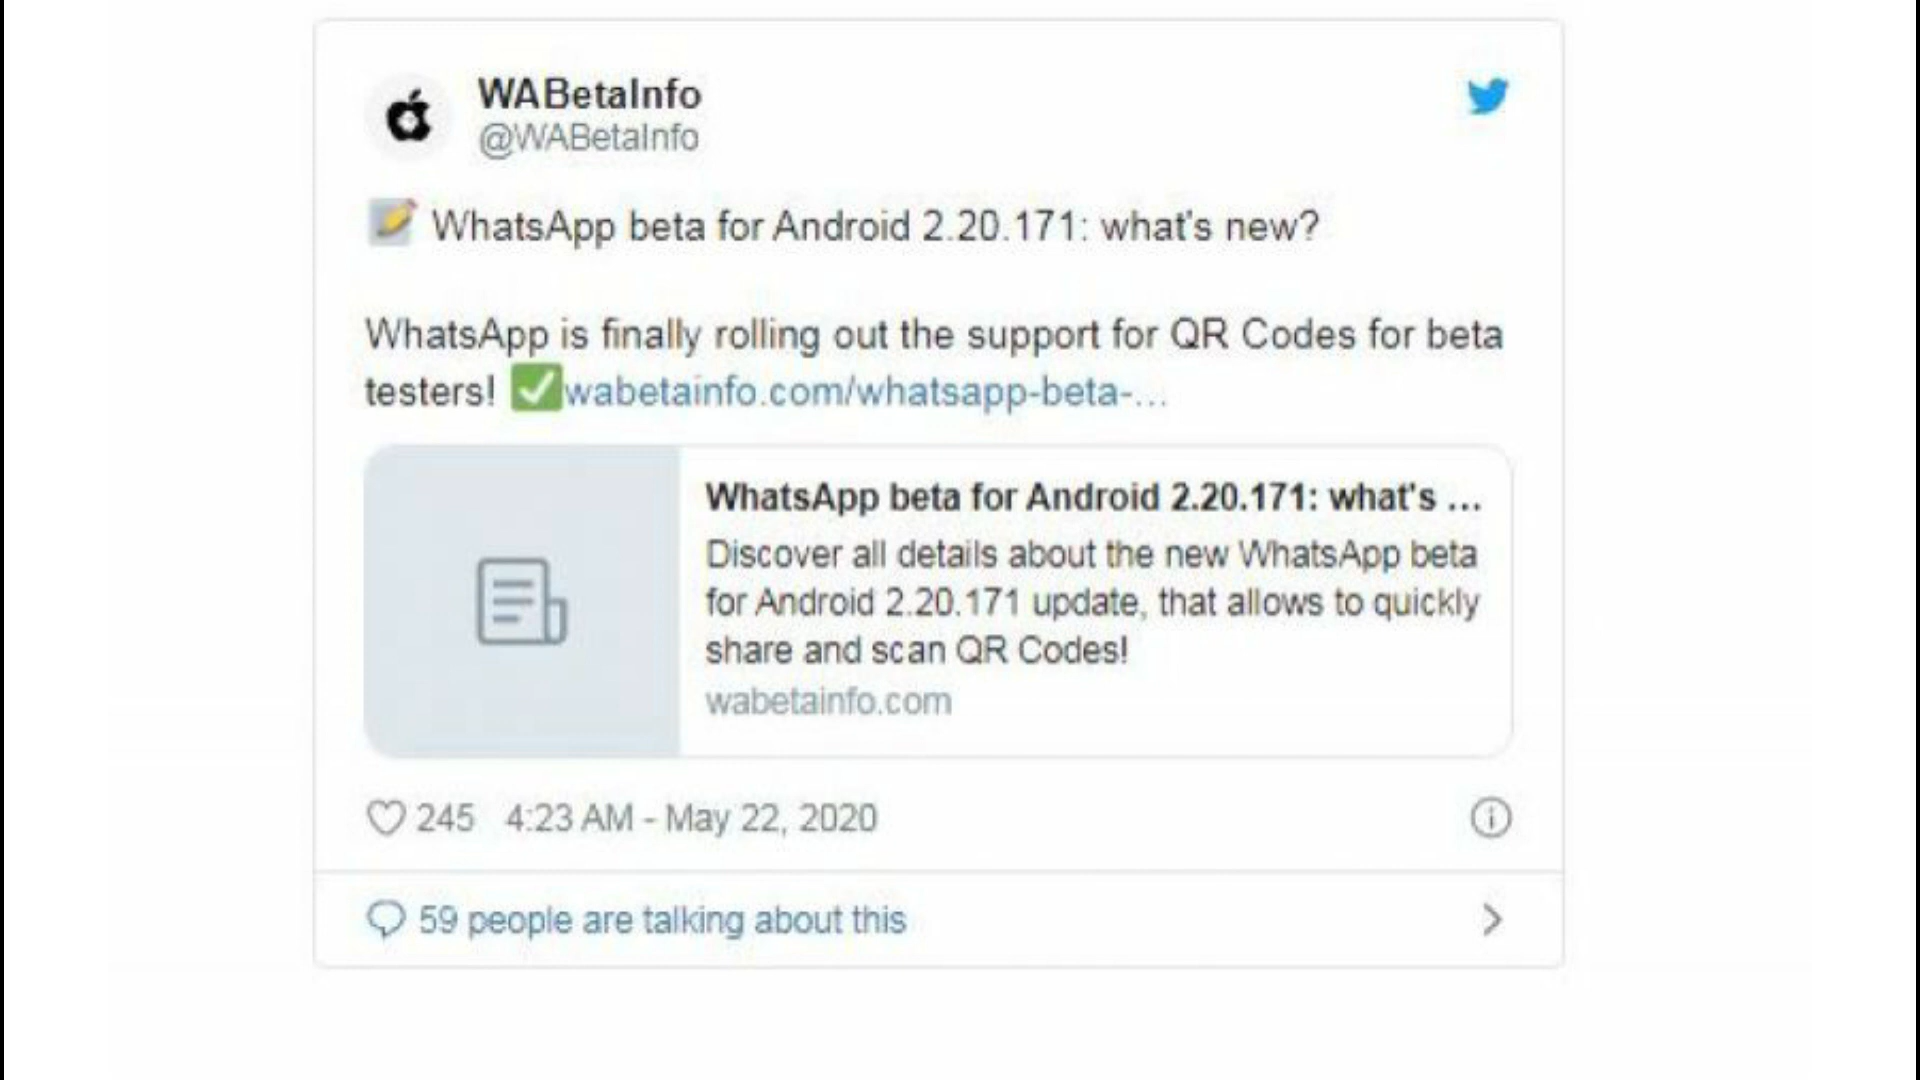 WABetaInfo
@WABetaInfo
📝 WhatsApp beta for Android 2.20.171: what's new?
WhatsApp is finally rolling out the support for QR Codes for beta
testers! ✅wabetainfo.com/whatsapp-beta-...
WhatsApp beta for Android 2.20.171: what's ...
Discover all details about the new WhatsApp beta
for Android 2.20.171 update, that allows to quickly
share and scan QR Codes!
wabetainfo.com
245 4:23 AM - May 22, 2020
59 people are talking about this